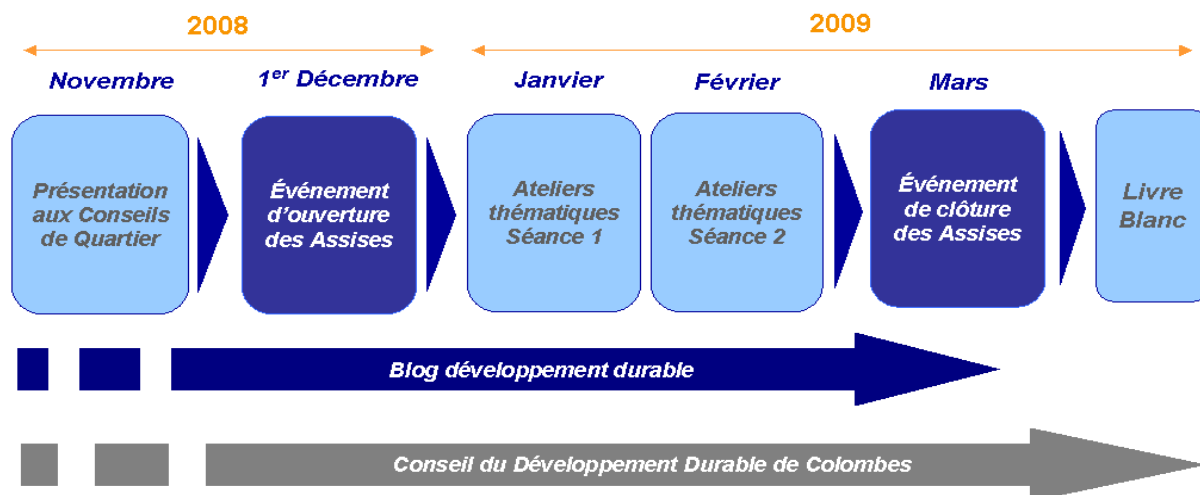 2008
2009
Novembre
1er Décembre
Janvier
Février
Mars
Présentation
aux Conseils
de Quartier
Événement
d'ouverture
des Assises
Ateliers
thématiques
Séance 1
Ateliers
thématiques
Séance 2
Événement
de clôture
des Assises
Livre
Blanc
Blog développement durable
Conseil du Développement Durable de Colombes